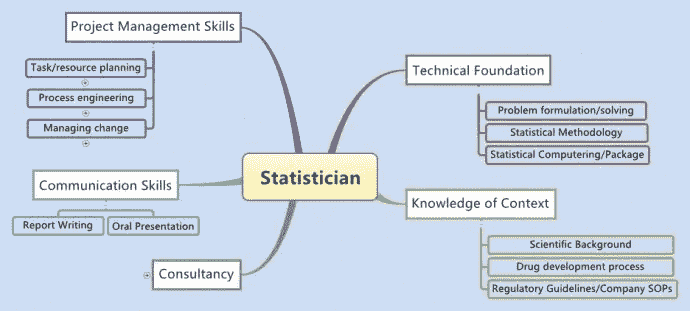 Project Management Skills
Task/resource planning
Process engineering
Managing change
Technical Foundation
Problem formulation/solving
Statistical Methodology
Statistical Computering/Package
Statistician
Communication Skills
Report Writing
Oral Presentation
Knowledge of Context
Scientific Background
Drug development process
Regulatory Guidelines/Company SOPs
Consultancy